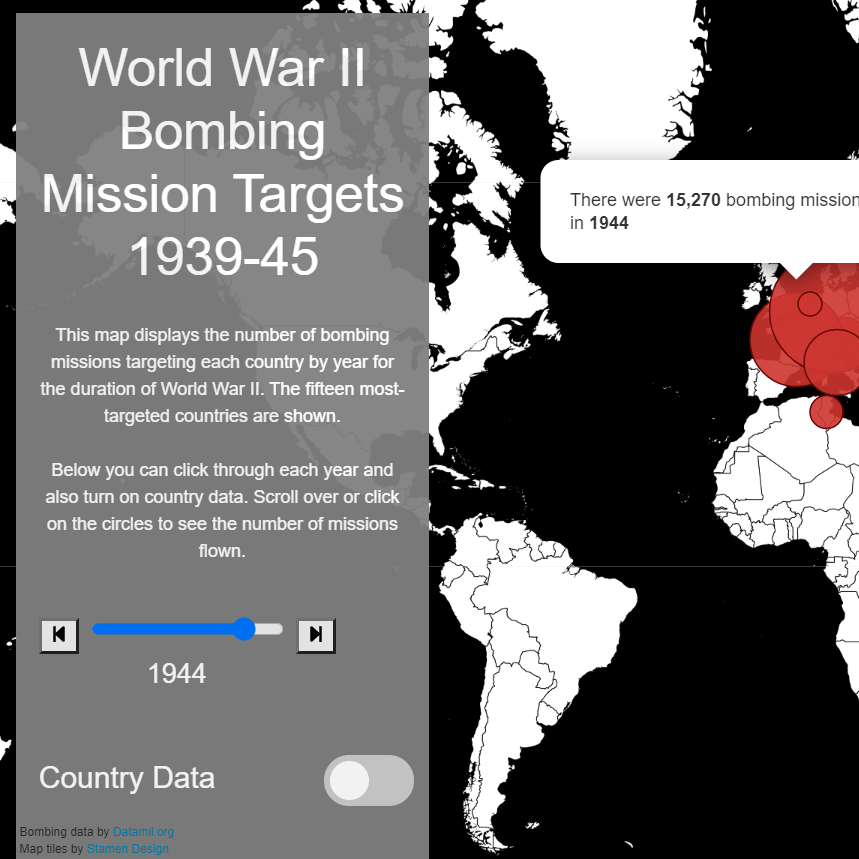 World War II
Bombing
Mission Targets
1939-45
This map displays the number of bombing
missions targeting each country by year for
the duration of World War II. The fifteen most-
targeted countries are shown.
Below you can click through each year and
also turn on country data. Scroll over or click
on the circles to see the number of missions
flown.
1944
Country Data
Bombing data by Datamil.org
Map tiles by Stamen Design
There were 15,270 bombing mission
in 1944